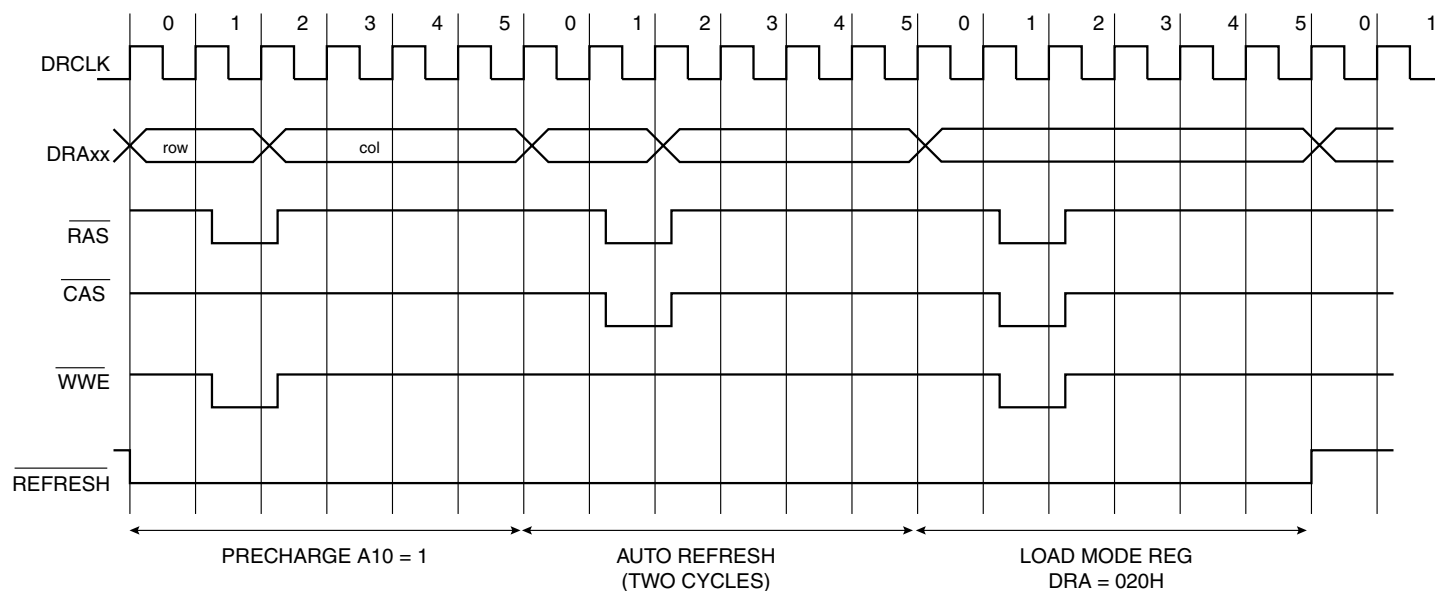 0 1 2 3 4 5 0 1 2 3 4 5 0 1 2 3 4 5 0 1
DRCLK
DRAxx
row
col
RAS
CAS
WWE
REFRESH
PRECHARGE A10 = 1
AUTO REFRESH
(TWO CYCLES)
LOAD MODE REG
DRA = 020H